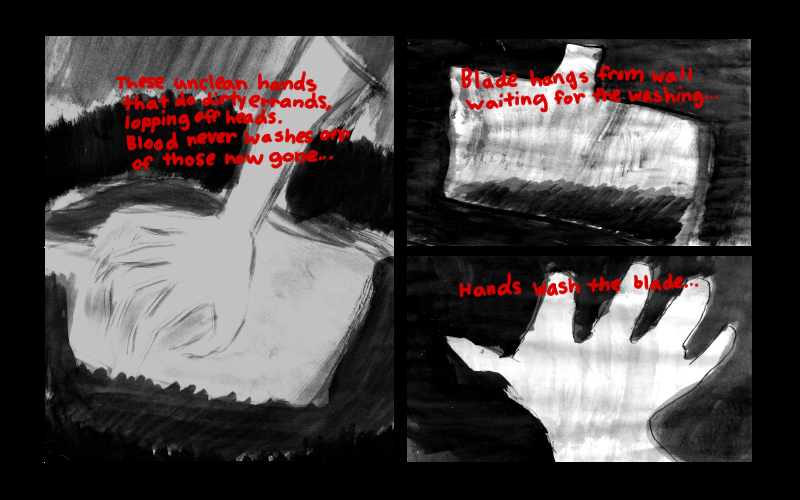 These unclean hands
that do dirty errands,
lopping off heads.
Blood never washes off
of those now gone...
Blade hangs from wall
waiting for the washing...
Hands wash the blade...